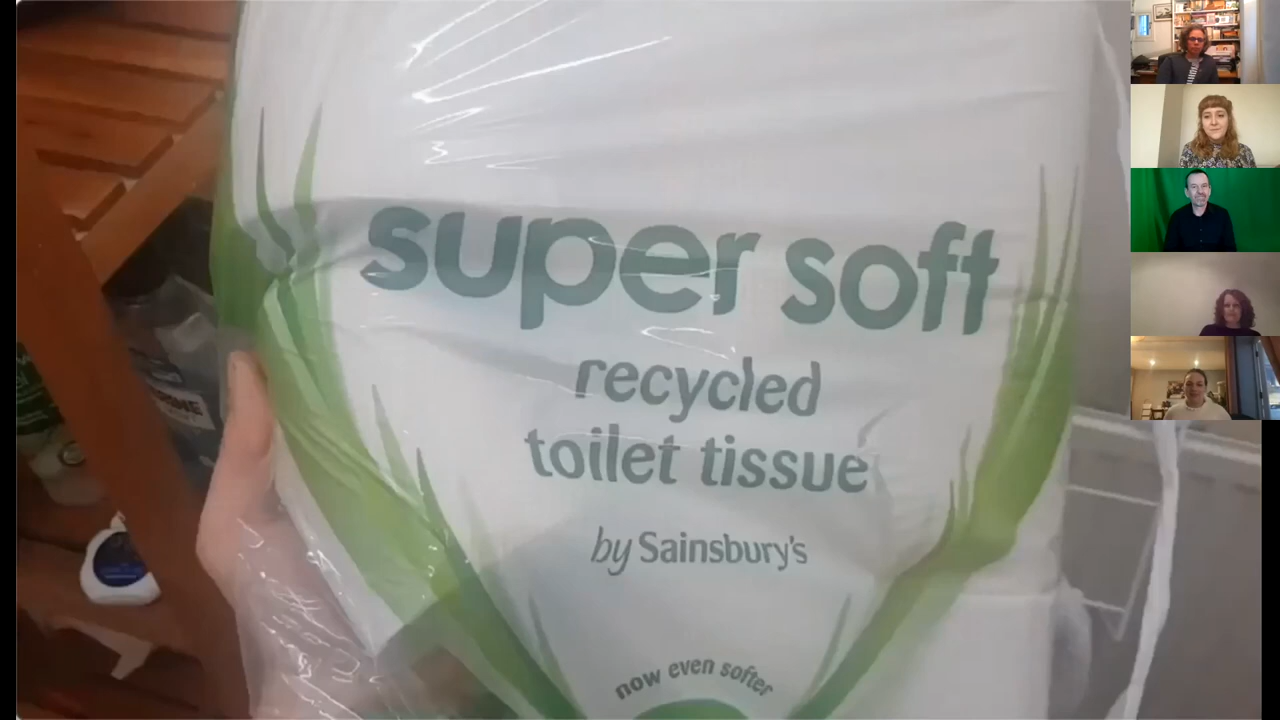 super soft
recycled
toilet tissue
by Sainsbury's
now even softer